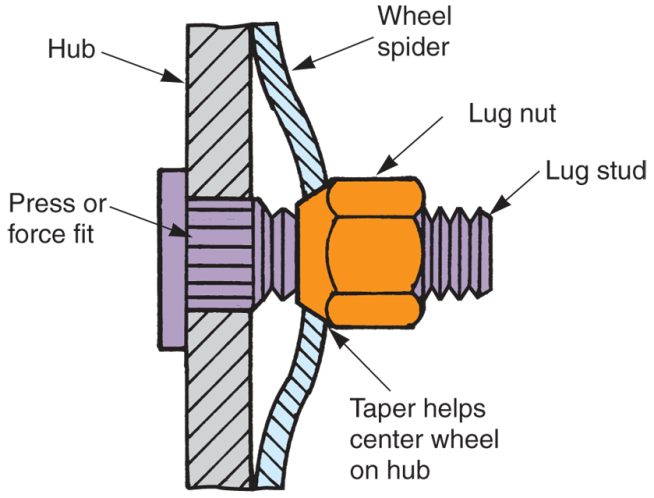 Wheel
spider
Hub
Lug nut
Lug stud
Press or
force fit
Taper helps
center wheel
on hub